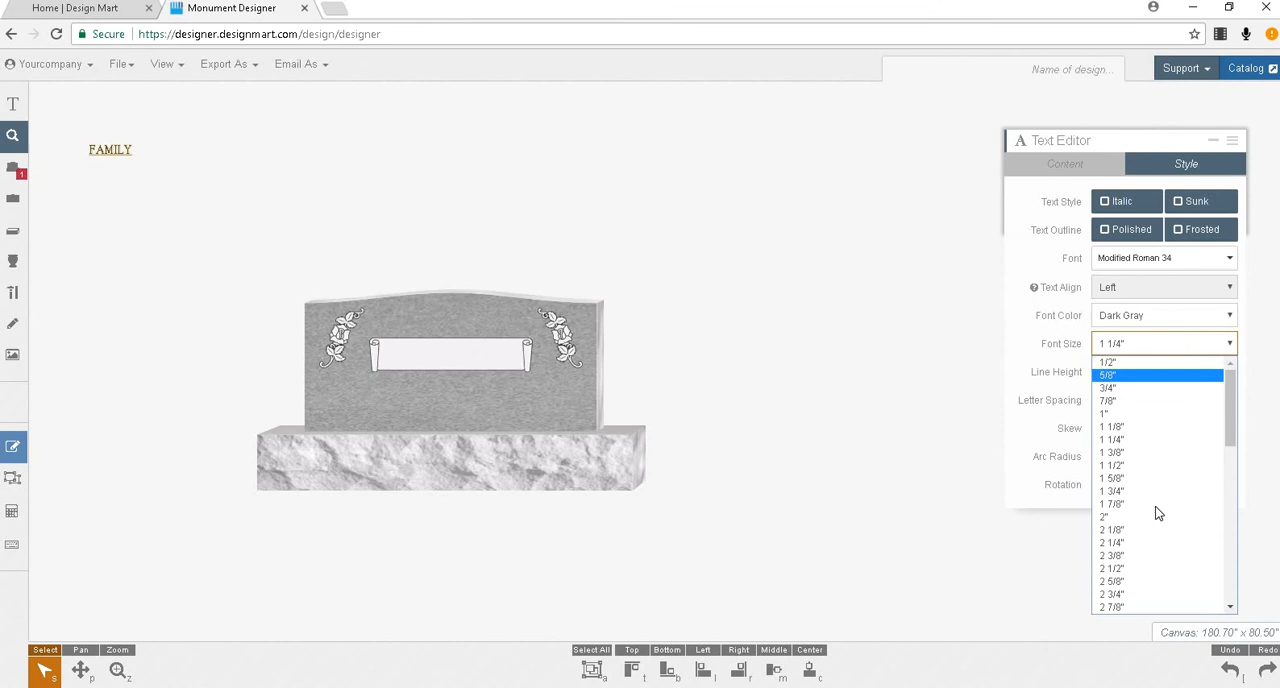 Home | Design Mart
Monument Designer
Secure https://designer.designmart.com/design/designer
Yourcompany File View Export As Email As Name of design... Support Catalog
T
1
FAMILY
A Text Editor
Content Style
Text Style Italic Sunk
Text Outline Polished Frosted
Font Modified Roman 34
Text Align Left
Font Color Dark Gray
Font Size 1 1/4"
Line Height
Letter Spacing
Skew
Arc Radius
Rotation
1/2"
5/8"
3/4"
7/8"
1"
1 1/8"
1 1/4"
1 3/8"
1 1/2"
1 5/8"
1 3/4"
1 7/8"
2"
2 1/8"
2 1/4"
2 3/8"
2 1/2"
2 5/8"
2 3/4"
2 7/8"
Canvas: 180.70" x 80.50"
Select Pan Zoom Select All Top Bottom Left Right Middle Center Undo Redo
s p z a t b l r m c [